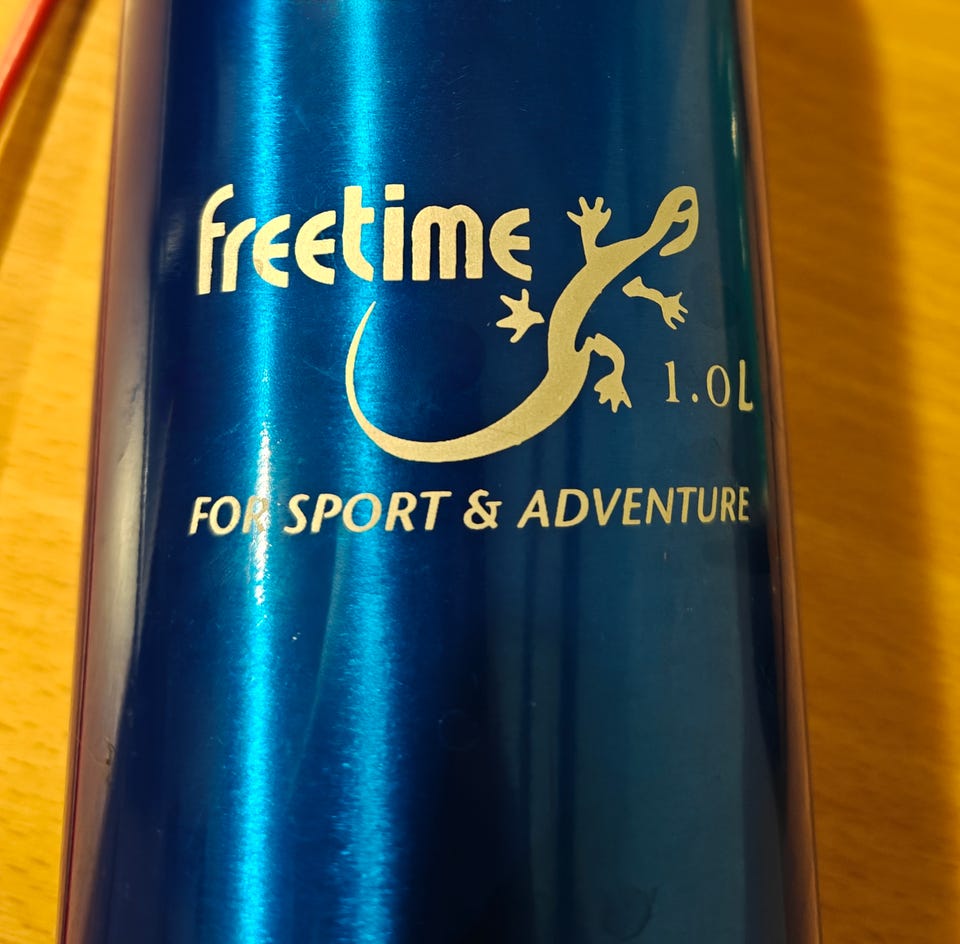 freetime
1.0L
FOR SPORT & ADVENTURE